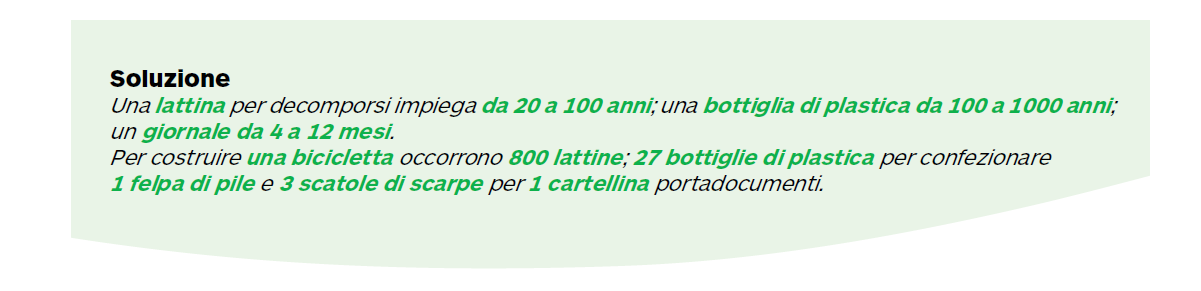 Soluzione
Una lattina per decomporsi impiega da 20 a 100 anni; una bottiglia di plastica da 100 a 1000 anni;
un giornale da 4 a 12 mesi.
Per costruire una bicicletta occorrono 800 lattine; 27 bottiglie di plastica per confezionare
1 felpa di pile e 3 scatole di scarpe per 1 cartellina portadocumenti.